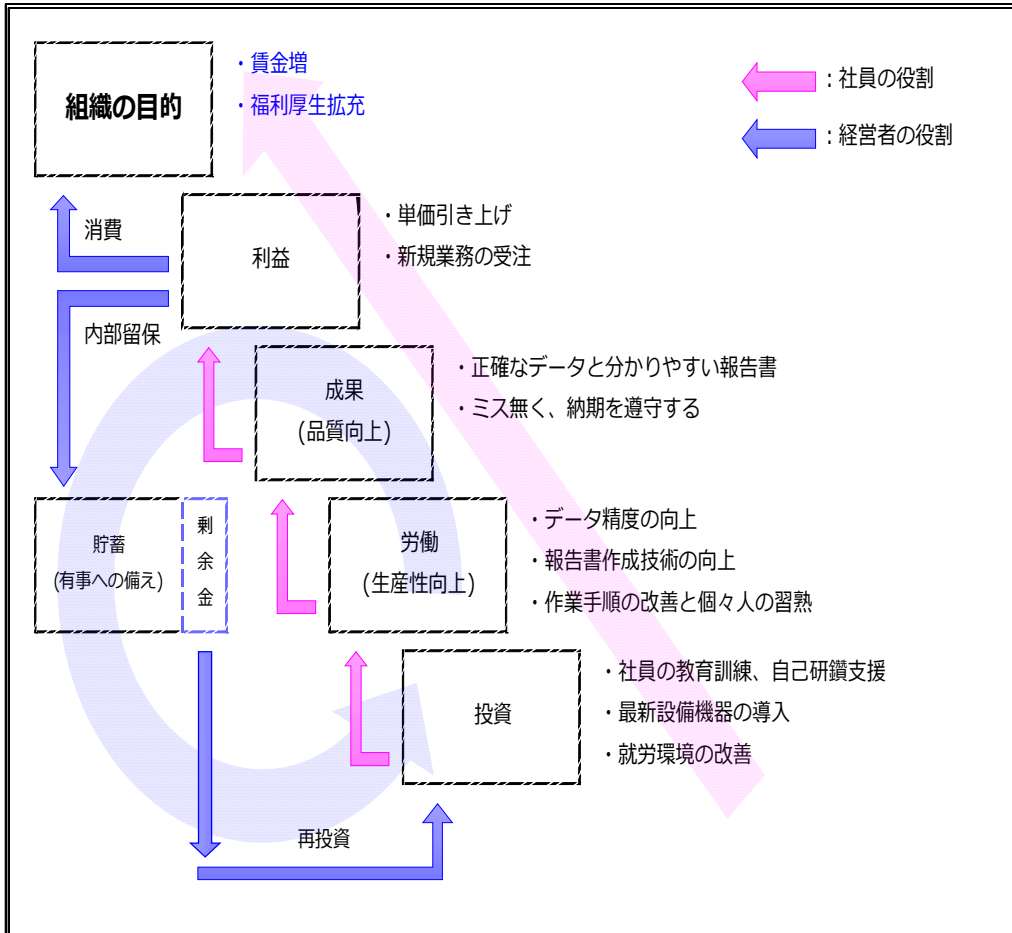 組織の目的
・賃金増
・福利厚生拡充
：社員の役割
：経営者の役割
消費
利益
・単価引き上げ
・新規業務の受注
内部留保
成果
(品質向上)
・正確なデータと分かりやすい報告書
・ミス無く、納期を遵守する
貯蓄
(有事への備え)
剰
余
金
労働
(生産性向上)
・データ精度の向上
・報告書作成技術の向上
・作業手順の改善と個々人の習熟
投資
・社員の教育訓練、自己研鑽支援
・最新設備機器の導入
・就労環境の改善
再投資